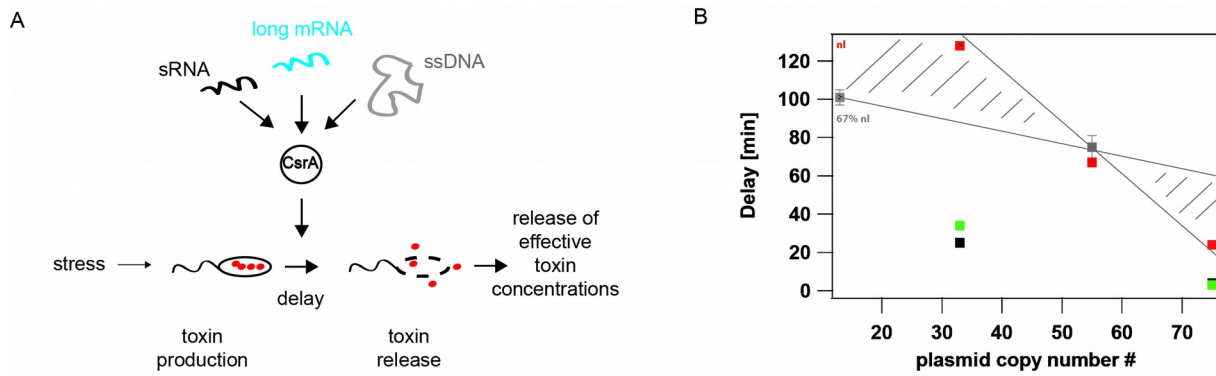 A
long mRNA
sRNA
ssDNA
CsrA
stress
delay
release of
effective
toxin
concentrations
toxin
production
toxin
release
B
nl
67% nl
Delay [min]
120
100
80
60
40
20
0
20
30
40
50
60
70
plasmid copy number #